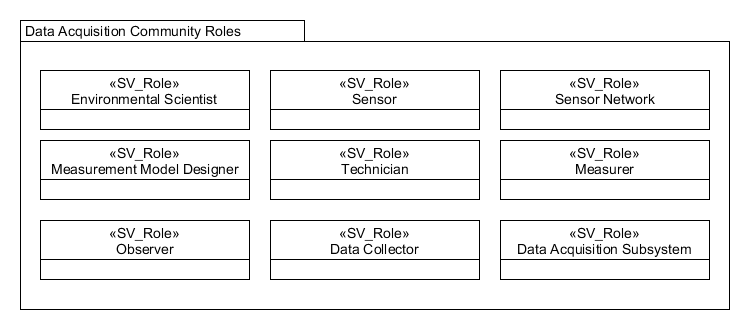 Data Acquisition Community Roles
«SV_Role»
Environmental Scientist
«SV_Role»
Sensor
«SV_Role»
Sensor Network
«SV_Role»
Measurement Model Designer
«SV_Role»
Technician
«SV_Role»
Measurer
«SV_Role»
Observer
«SV_Role»
Data Collector
«SV_Role»
Data Acquisition Subsystem